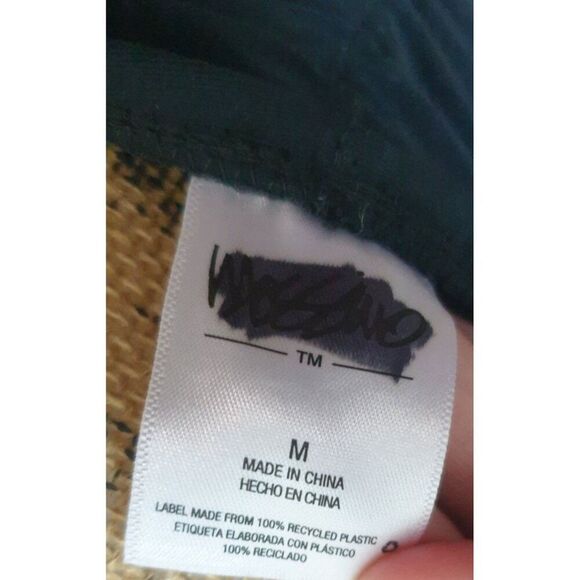 Mossimo
TM
M
MADE IN CHINA
HECHO EN CHINA
LABEL MADE FROM 100% RECYCLED PLASTIC
ETIQUETA ELABORADA CON PLÁSTICO
100% RECICLADO